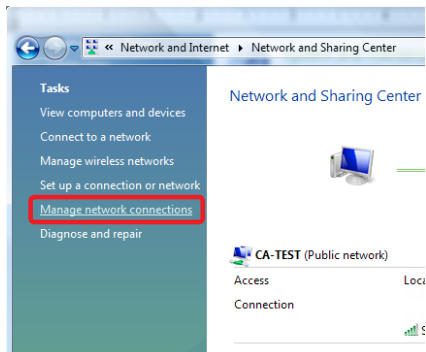 « Network and Internet ▸ Network and Sharing Center
Tasks
View computers and devices
Connect to a network
Manage wireless networks
Set up a connection or network
Manage network connections
Diagnose and repair
Network and Sharing Center
CA-TEST (Public network)
Access
Connection